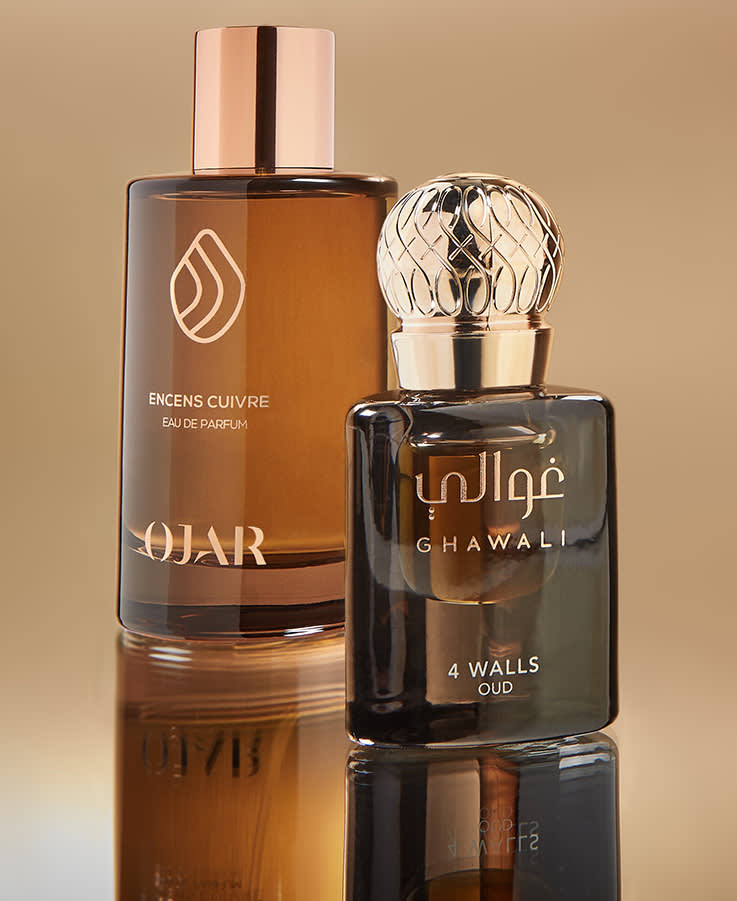 ENCENS CUIVRE
EAU DE PARFUM
OJAR
غوالي
GHAWALI
4 WALLS
OUD